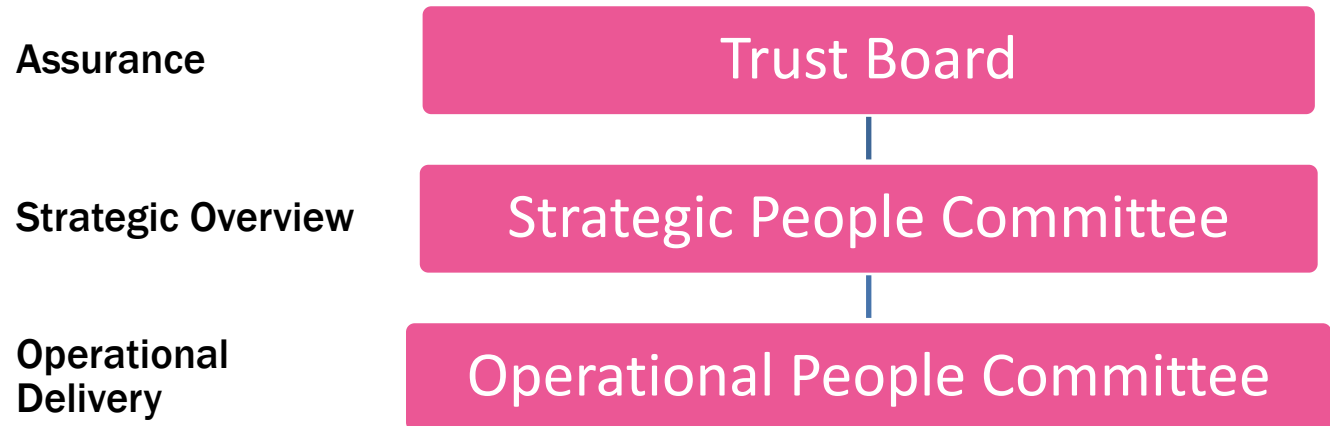 Assurance
Trust Board
Strategic Overview
Strategic People Committee
Operational
Delivery
Operational People Committee